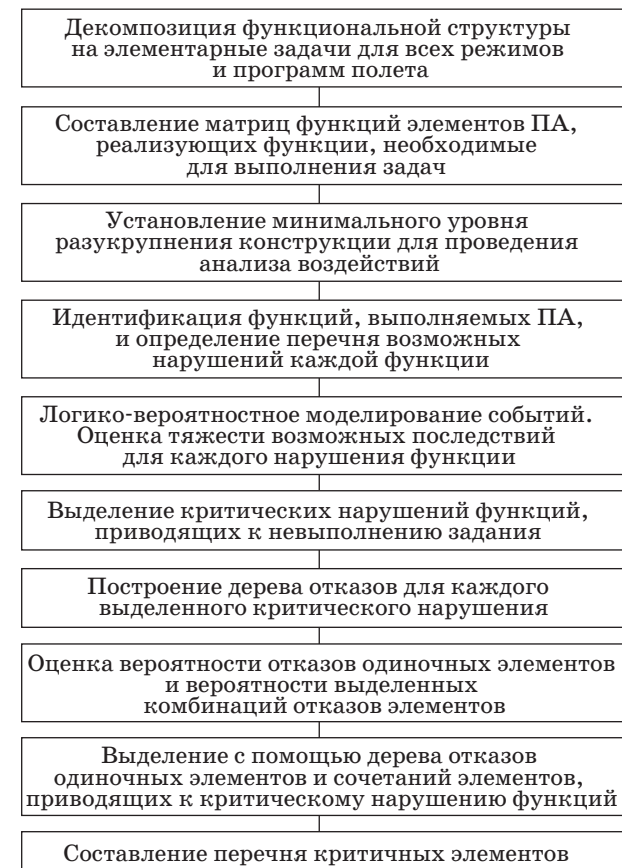 Декомпозиция функциональной структуры
на элементарные задачи для всех режимов
и программ полета
Составление матриц функций элементов ПА,
реализующих функции, необходимые
для выполнения задач
Установление минимального уровня
разукрупнения конструкции для проведения
анализа воздействий
Идентификация функций, выполняемых ПА,
и определение перечня возможных
нарушений каждой функции
Логико-вероятностное моделирование событий.
Оценка тяжести возможных последствий
для каждого нарушения функции
Выделение критических нарушений функций,
приводящих к невыполнению задания
Построение дерева отказов для каждого
выделенного критического нарушения
Оценка вероятности отказов одиночных элементов
и вероятности выделенных
комбинаций отказов элементов
Выделение с помощью дерева отказов
одиночных элементов и сочетаний элементов,
приводящих к критическому нарушению функций
Составление перечня критичных элементов